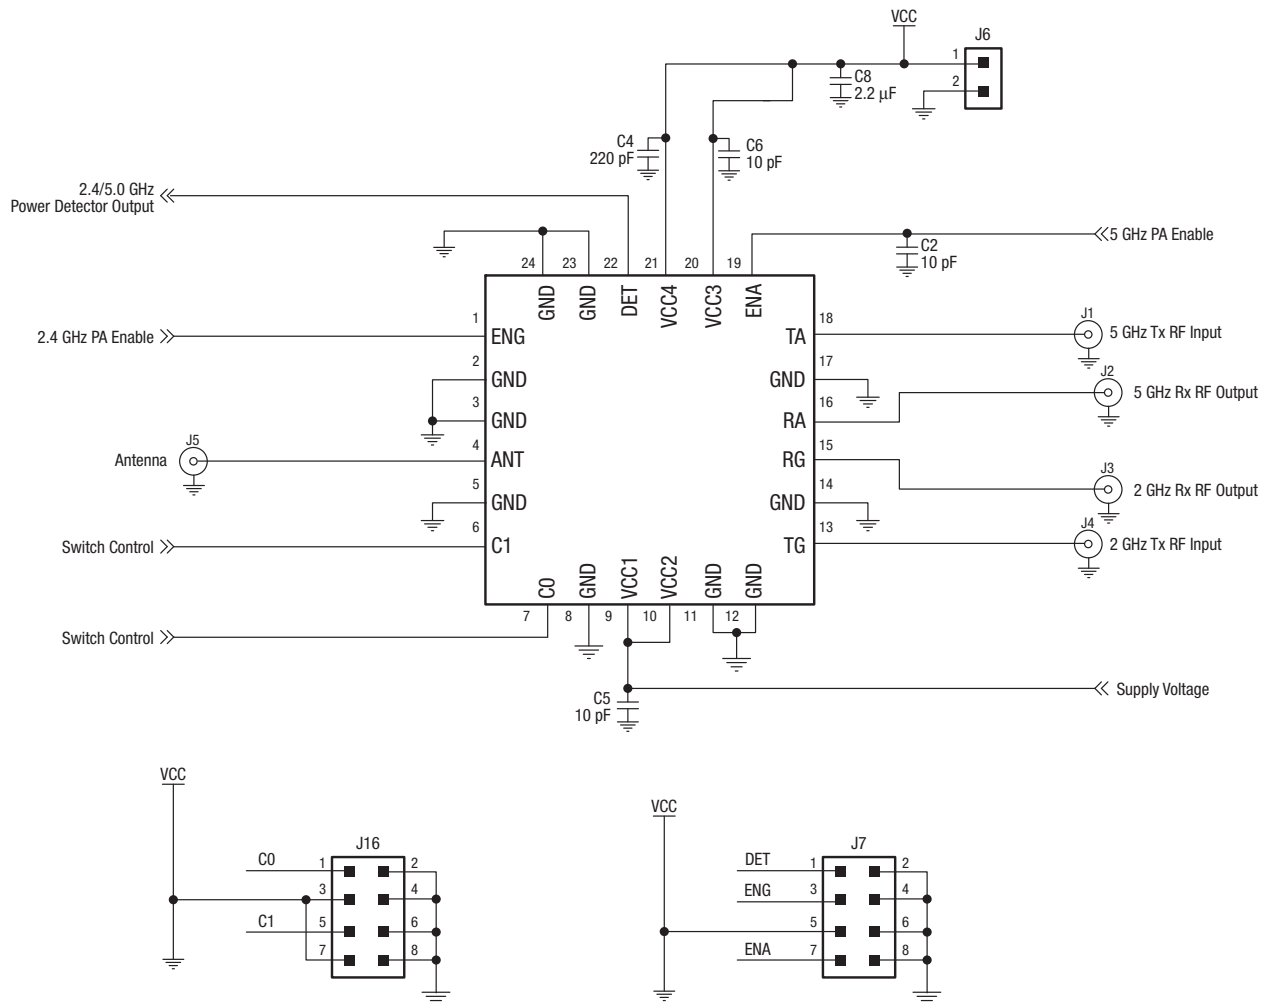 VCC
J6
1
2
C8
2.2 µF
C4
220 pF
C6
10 pF
2.4/5.0 GHz
Power Detector Output
5 GHz PA Enable
C2
10 pF
24
23
22
21
20
19
GND
GND
DET
VCC4
VCC3
ENA
1
ENG
2.4 GHz PA Enable
2
GND
3
GND
4
ANT
J5
Antenna
5
GND
6
C1
Switch Control
18
TA
J1
5 GHz Tx RF Input
17
GND
16
RA
J2
5 GHz Rx RF Output
15
RG
J3
2 GHz Rx RF Output
14
GND
13
TG
J4
2 GHz Tx RF Input
C0
GND
VCC1
VCC2
GND
GND
7
8
9
10
11
12
Switch Control
C5
10 pF
Supply Voltage
VCC
J16
C0
1
2
3
4
C1
5
6
7
8
VCC
J7
DET
1
2
ENG
3
4
5
6
ENA
7
8